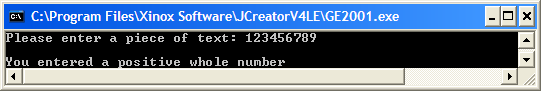 C:\Program Files\Xinox Software\JCreatorV4LE\GE2001.exe
Please enter a piece of text: 123456789
You entered a positive whole number